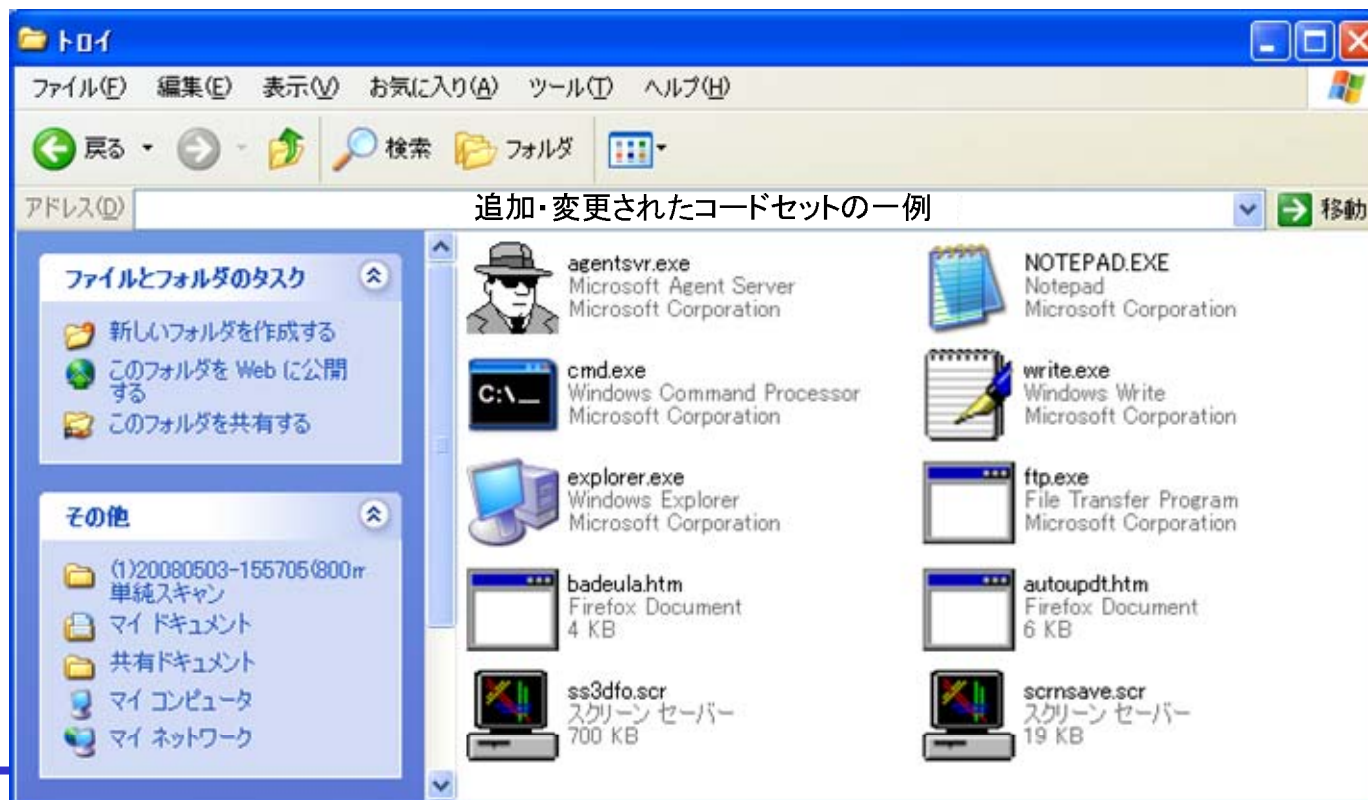 トロイ
ファイル(F) 編集(E) 表示(V) お気に入り(A) ツール(T) ヘルプ(H)
戻る 検索 フォルダ
アドレス(D) 追加・変更されたコードセットの一例 移動
ファイルとフォルダのタスク
新しいフォルダを作成する
このフォルダを Web に公開
する
このフォルダを共有する
その他
(1)20080503-155705(800m
単純スキャン
マイ ドキュメント
共有ドキュメント
マイ コンピュータ
マイ ネットワーク
agentsvr.exe
Microsoft Agent Server
Microsoft Corporation
NOTEPAD.EXE
Notepad
Microsoft Corporation
C:\_
cmd.exe
Windows Command Processor
Microsoft Corporation
write.exe
Windows Write
Microsoft Corporation
explorer.exe
Windows Explorer
Microsoft Corporation
ftp.exe
File Transfer Program
Microsoft Corporation
badeula.htm
Firefox Document
4 KB
autoupdt.htm
Firefox Document
6 KB
ss3dfo.scr
スクリーン セーバー
700 KB
scrnsave.scr
スクリーン セーバー
19 KB